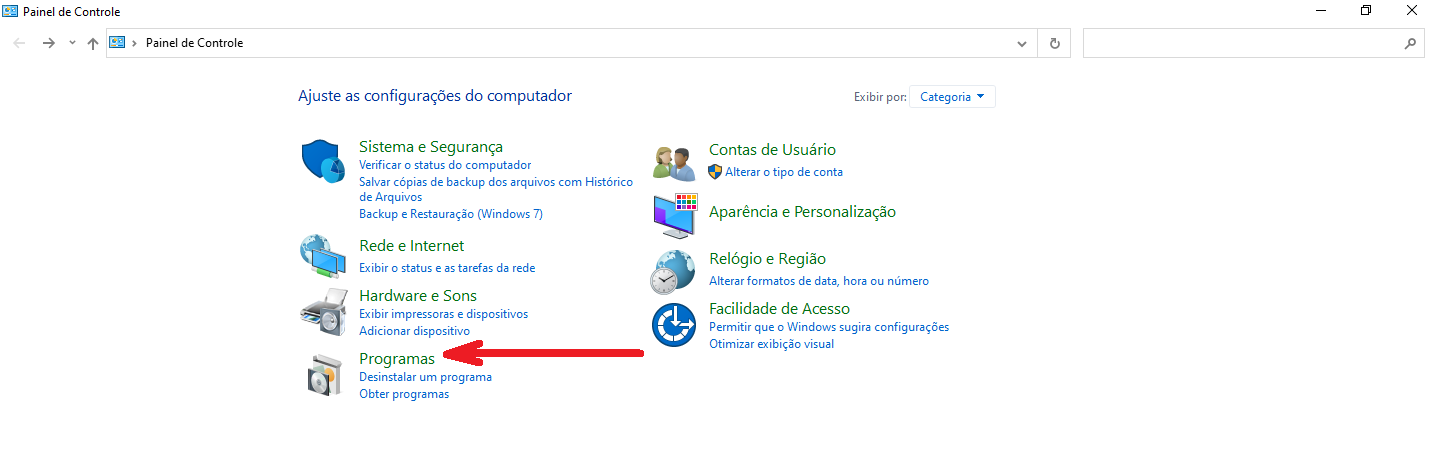 Painel de Controle
Painel de Controle
Ajuste as configurações do computador
Exibir por: Categoria
Sistema e Segurança
Verificar o status do computador
Salvar cópias de backup dos arquivos com Histórico
de Arquivos
Backup e Restauração (Windows 7)
Rede e Internet
Exibir o status e as tarefas da rede
Hardware e Sons
Exibir impressoras e dispositivos
Adicionar dispositivo
Programas
Desinstalar um programa
Obter programas
Contas de Usuário
Alterar o tipo de conta
Aparência e Personalização
Relógio e Região
Alterar formatos de data, hora ou número
Facilidade de Acesso
Permitir que o Windows sugira configurações
Otimizar exibição visual